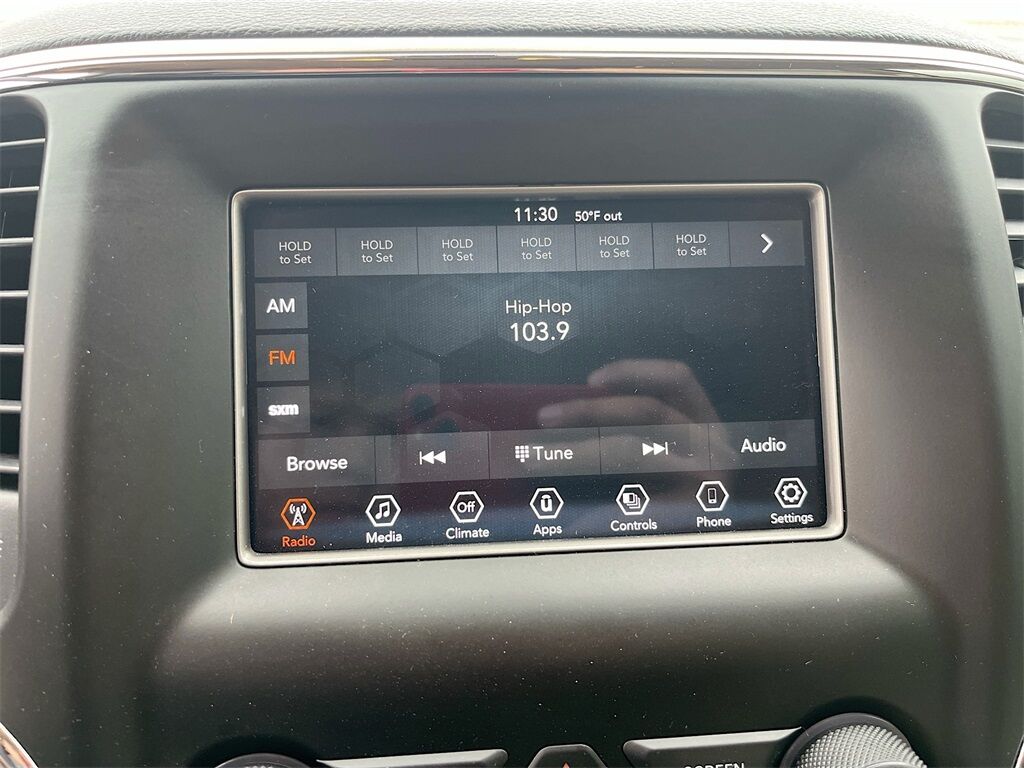 11:30 50°F out
HOLD to Set
HOLD to Set
HOLD to Set
HOLD to Set
HOLD to Set
HOLD to Set
AM
Hip-Hop
103.9
FM
sxm
Browse
Tune
Audio
Off
Radio
Media
Climate
Apps
Controls
Phone
Settings
SCREEN